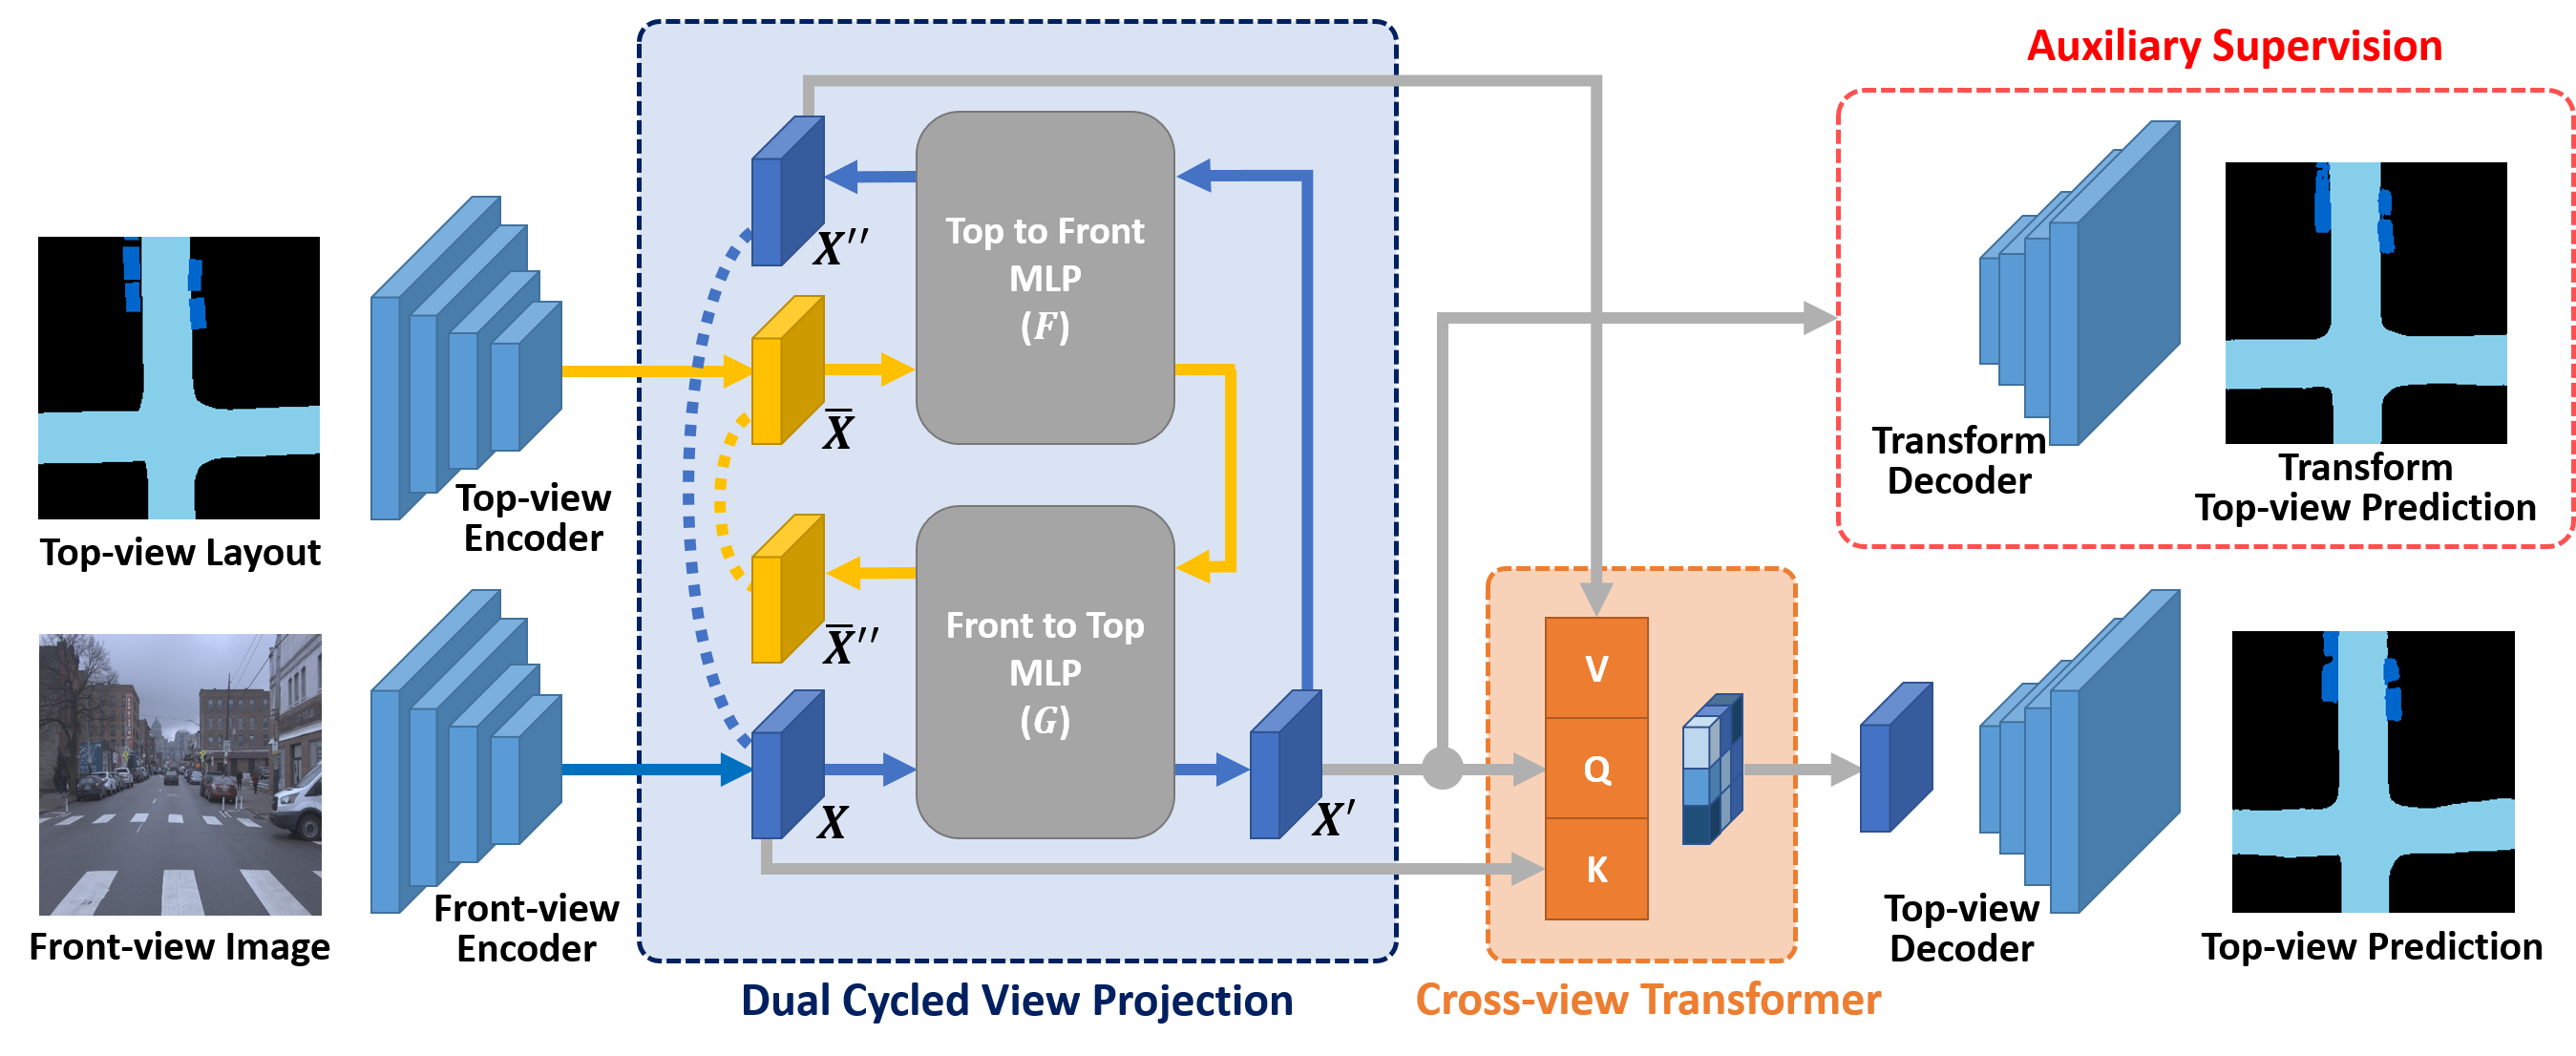 Auxiliary Supervision
X′′
Top to Front
MLP
(F)
X̅
Transform
Decoder
Transform
Top-view Prediction
Top-view
Encoder
Top-view Layout
X̅′′
Front to Top
MLP
(G)
V
Q
K
X
X′
Front-view
Encoder
Front-view Image
Top-view
Decoder
Top-view Prediction
Dual Cycled View Projection
Cross-view Transformer